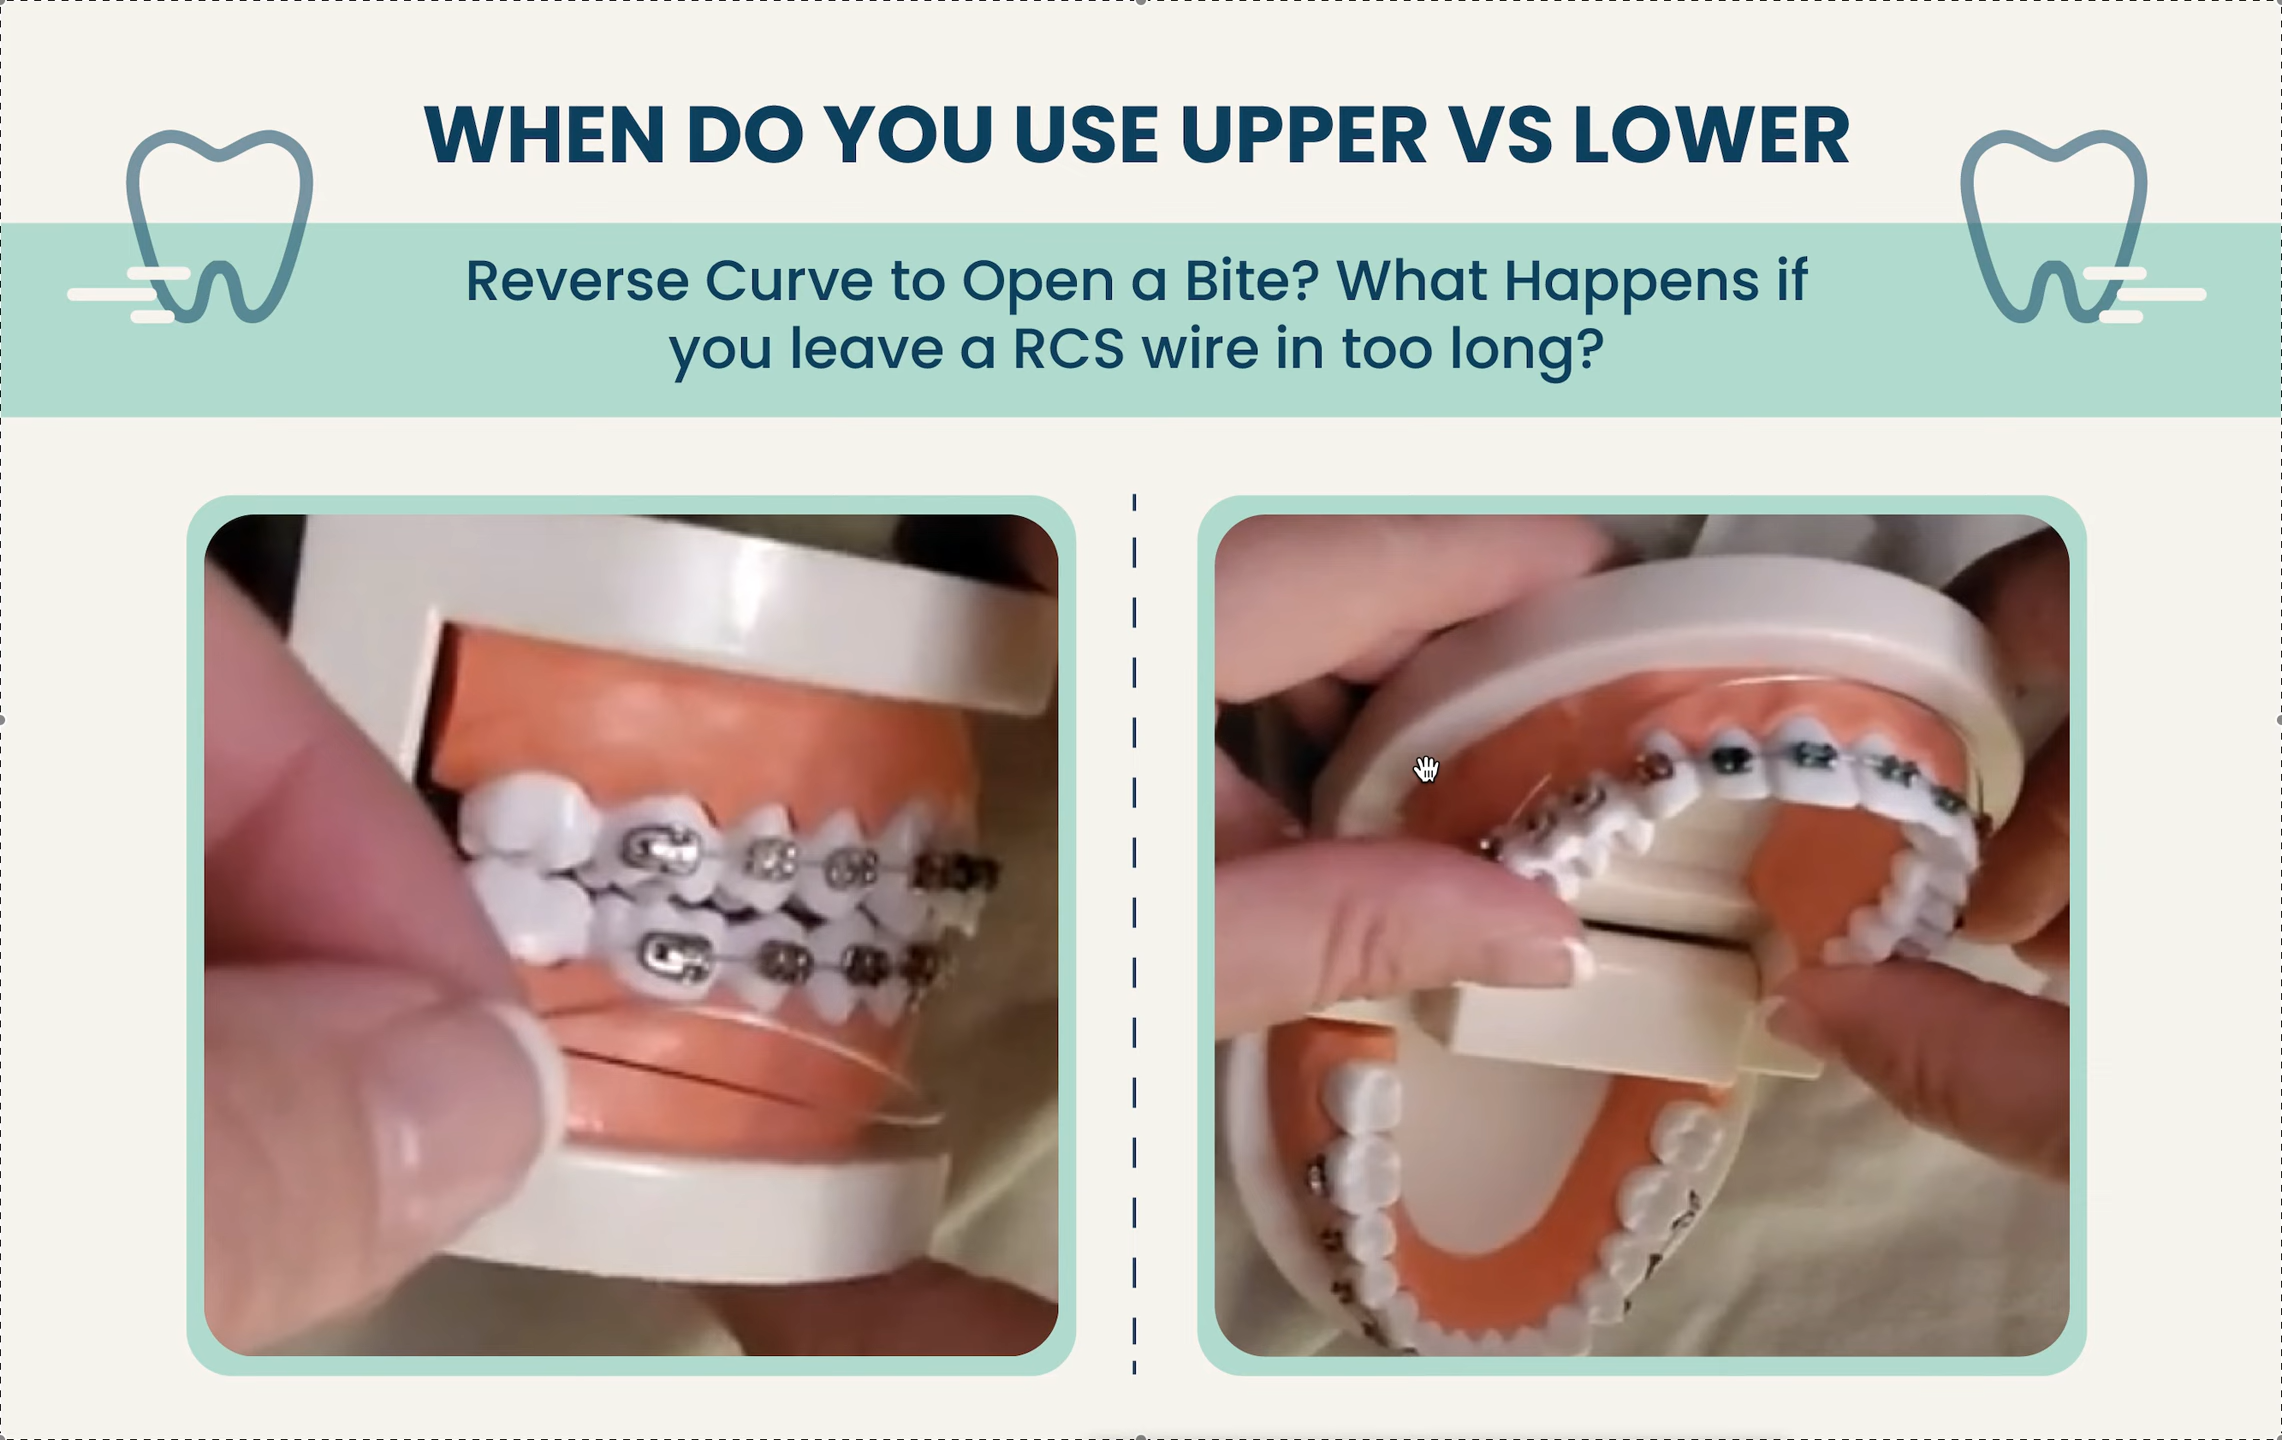 WHEN DO YOU USE UPPER VS LOWER
Reverse Curve to Open a Bite? What Happens if
you leave a RCS wire in too long?